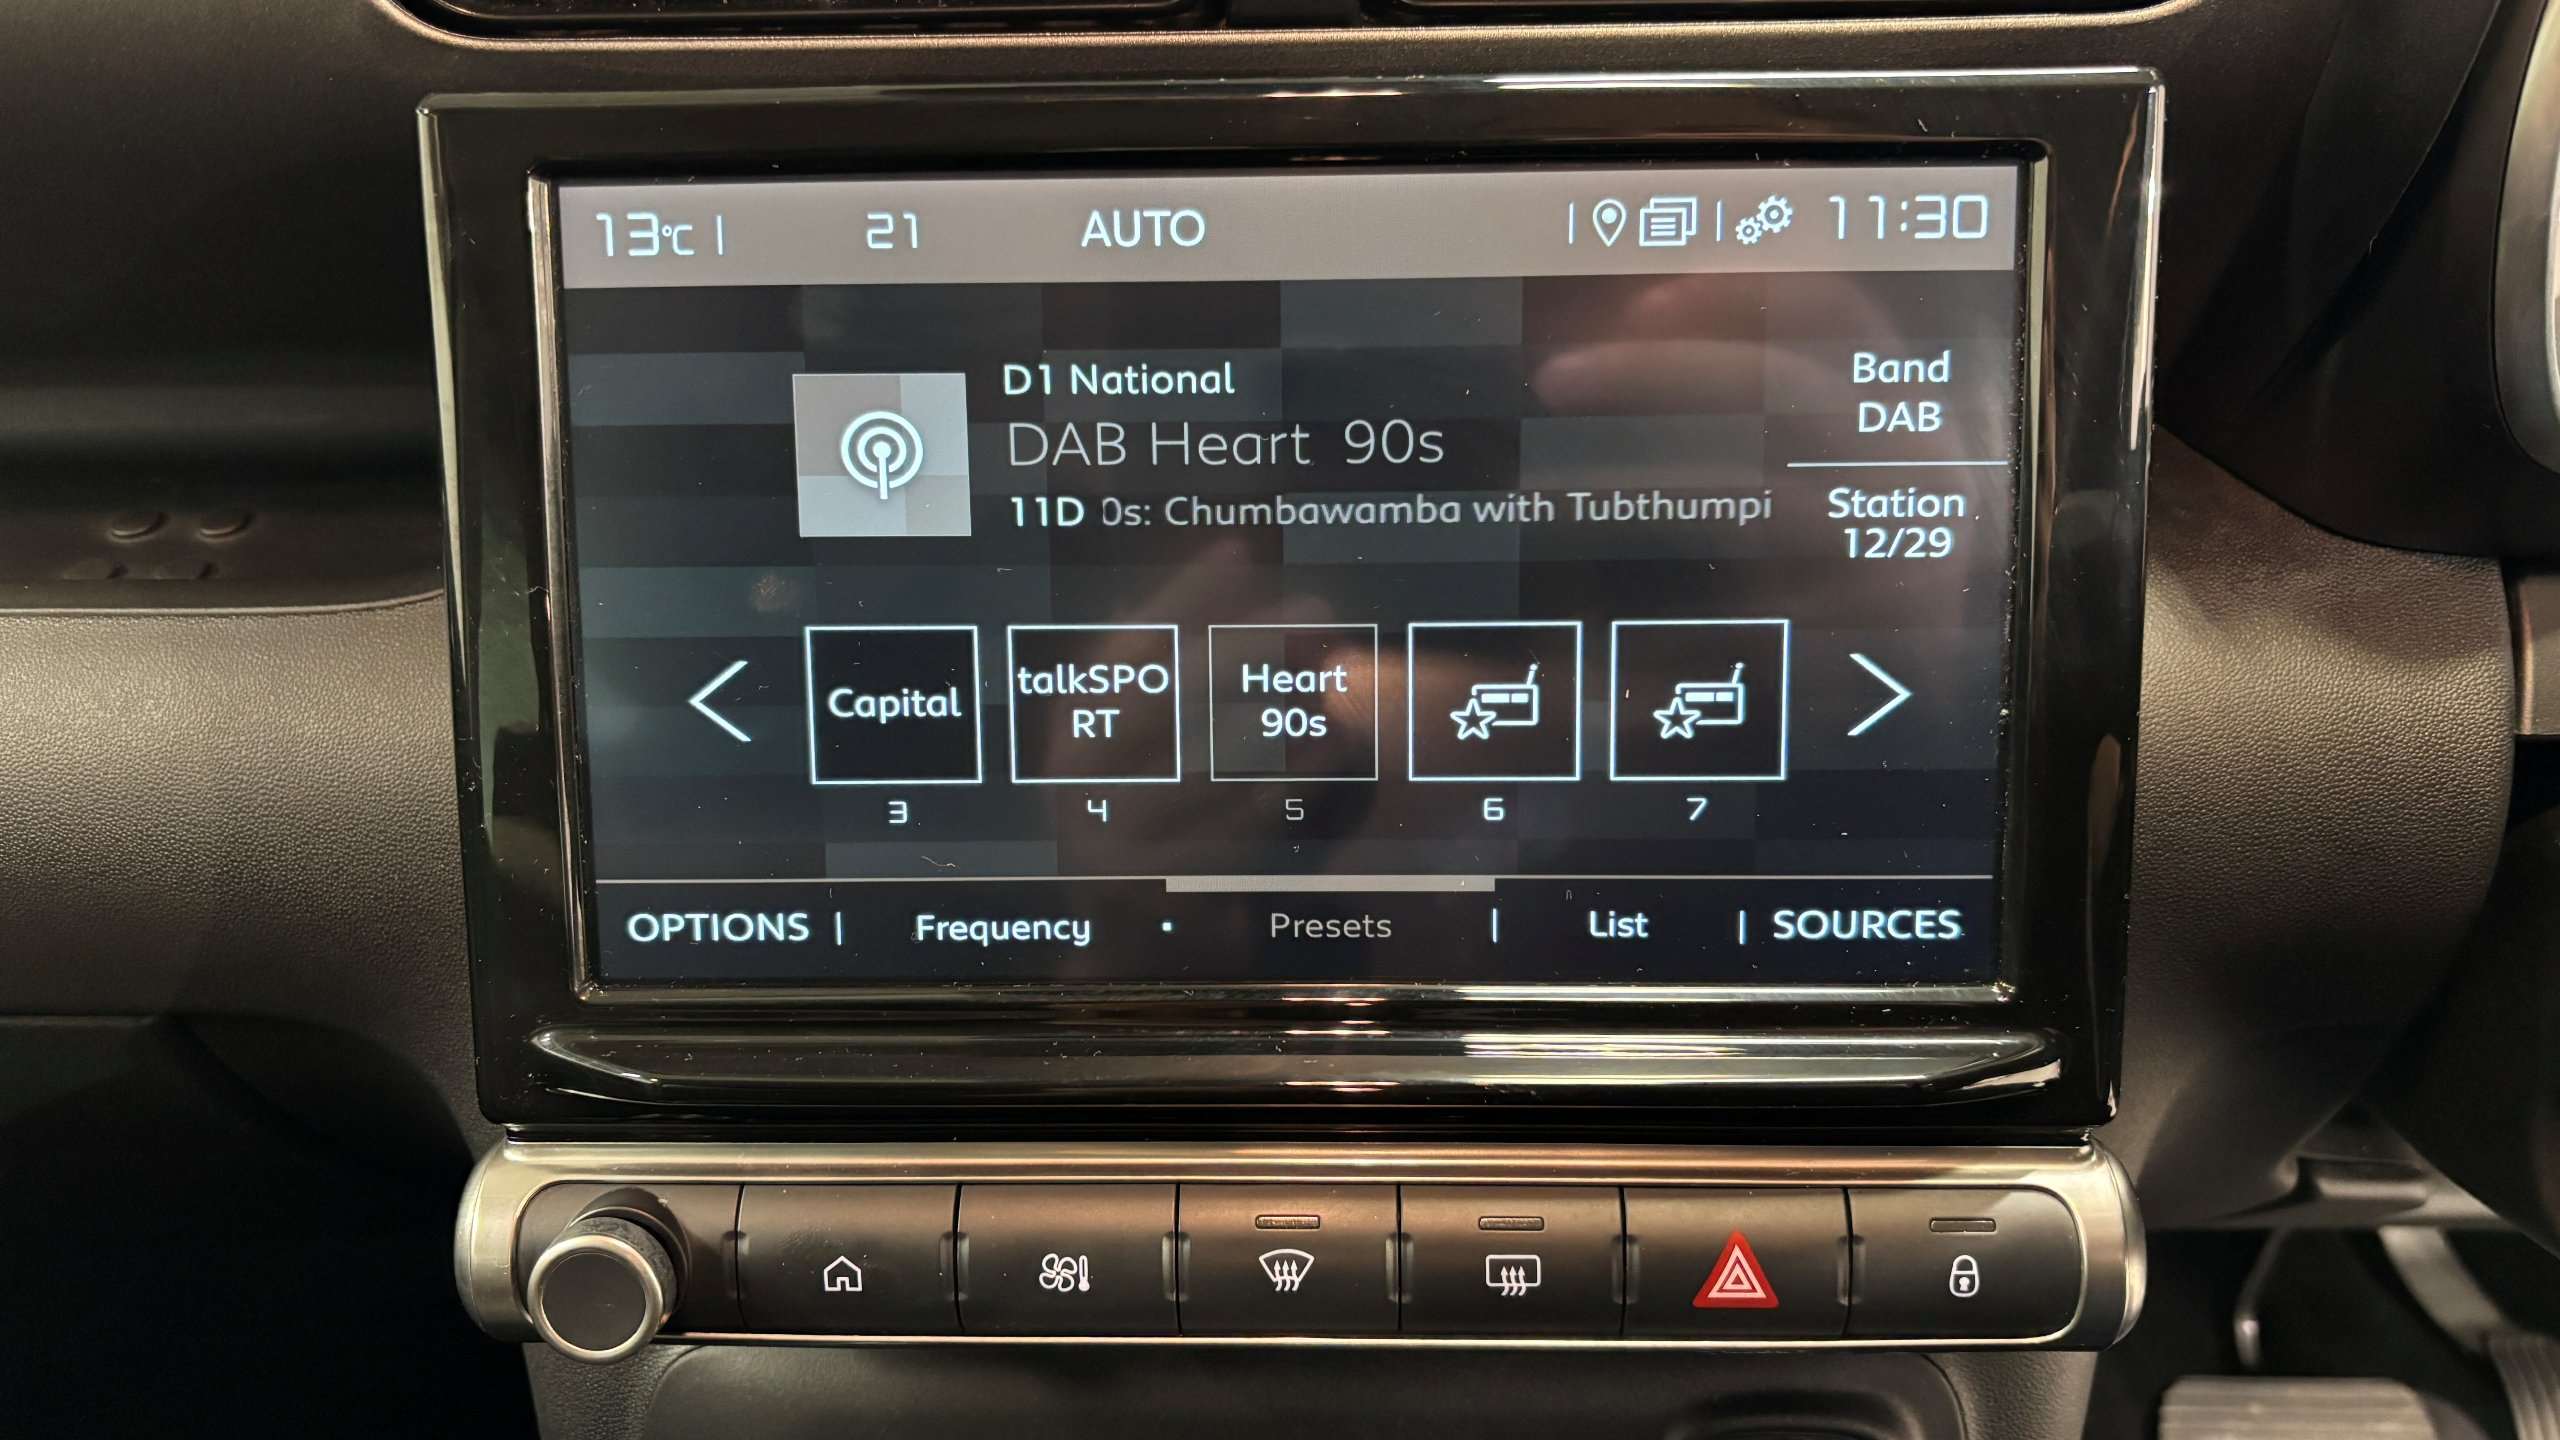 13°C | 21 AUTO | | 11:30
D1 National
DAB Heart 90s
11D 0s: Chumbawamba with Tubthumpi
Band
DAB
Station
12/29
Capital
talkSPO
RT
Heart
90s
3 4 5 6 7
OPTIONS | Frequency · Presets | List | SOURCES